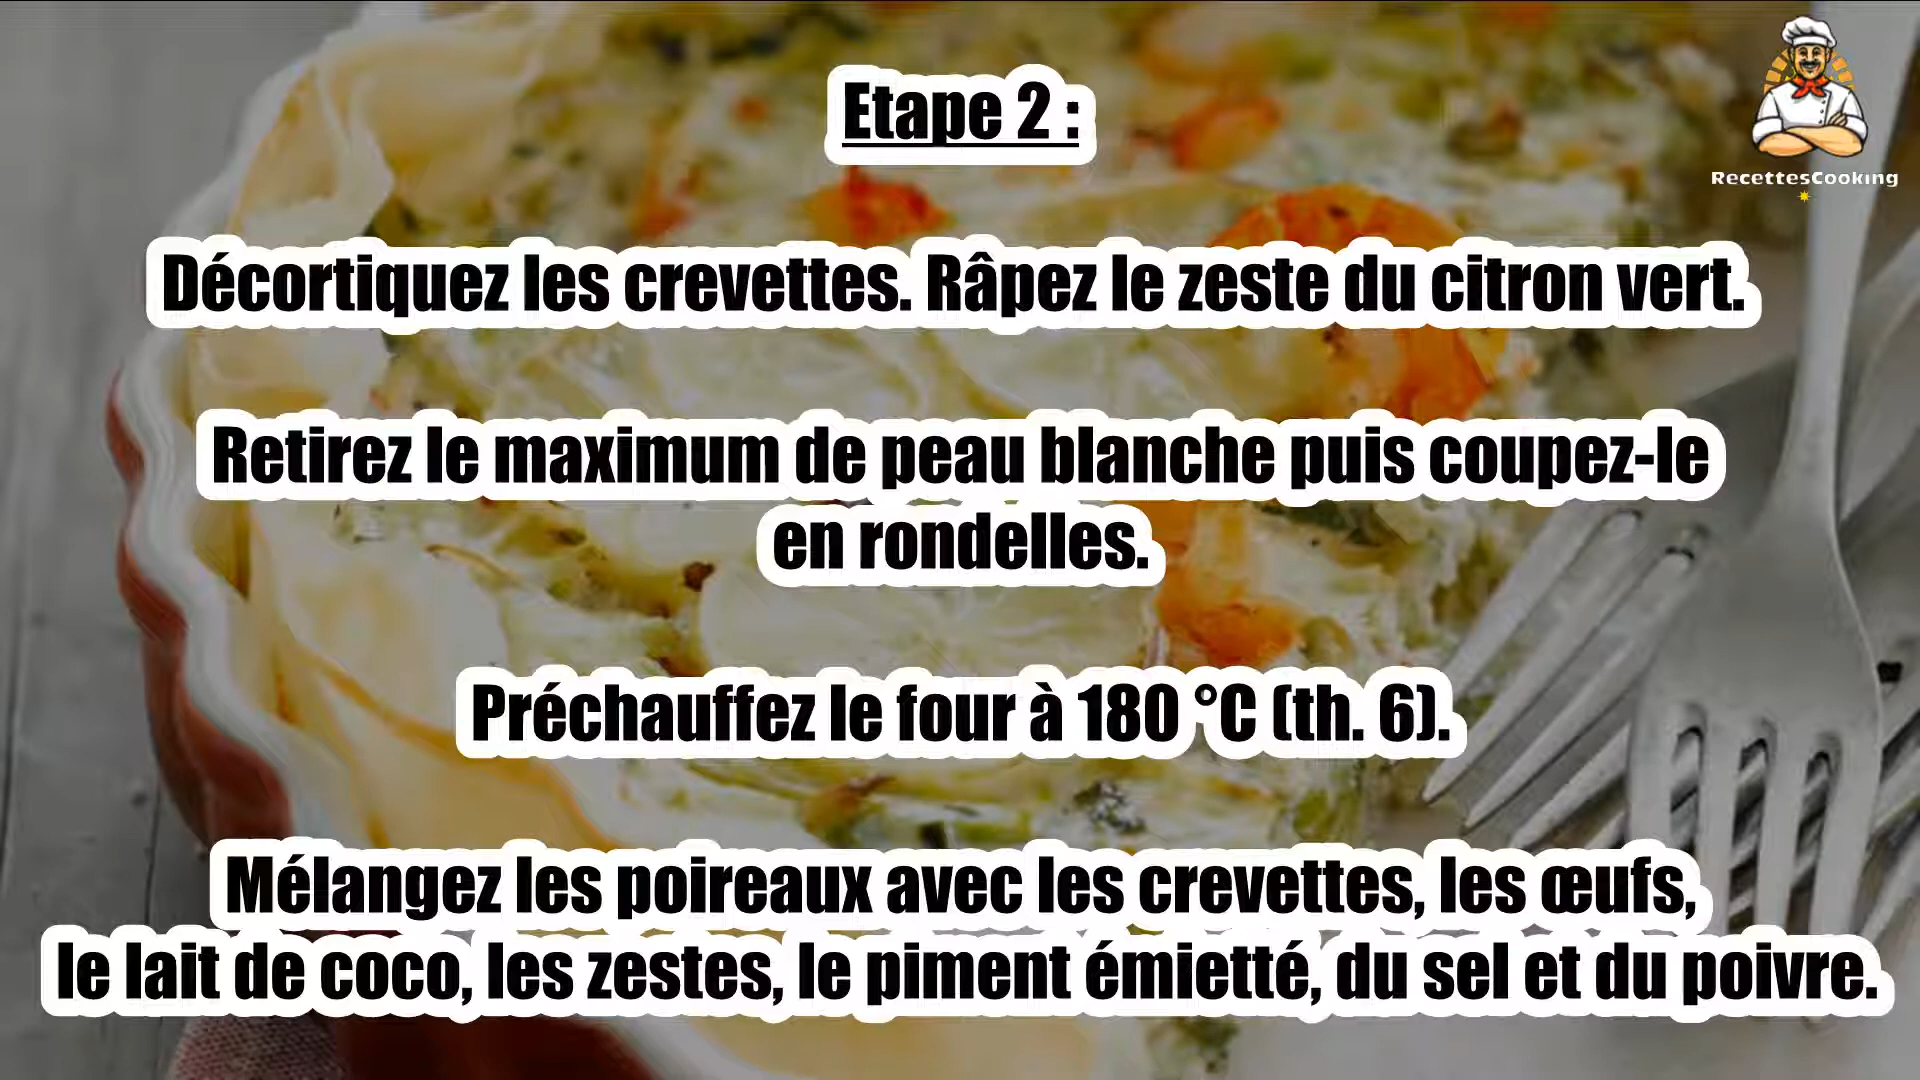 Etape 2 :
RecettesCooking
Décortiquez les crevettes. Râpez le zeste du citron vert.
Retirez le maximum de peau blanche puis coupez-le
en rondelles.
Préchauffez le four à 180 °C (th. 6).
Mélangez les poireaux avec les crevettes, les œufs,
le lait de coco, les zestes, le piment émietté, du sel et du poivre.